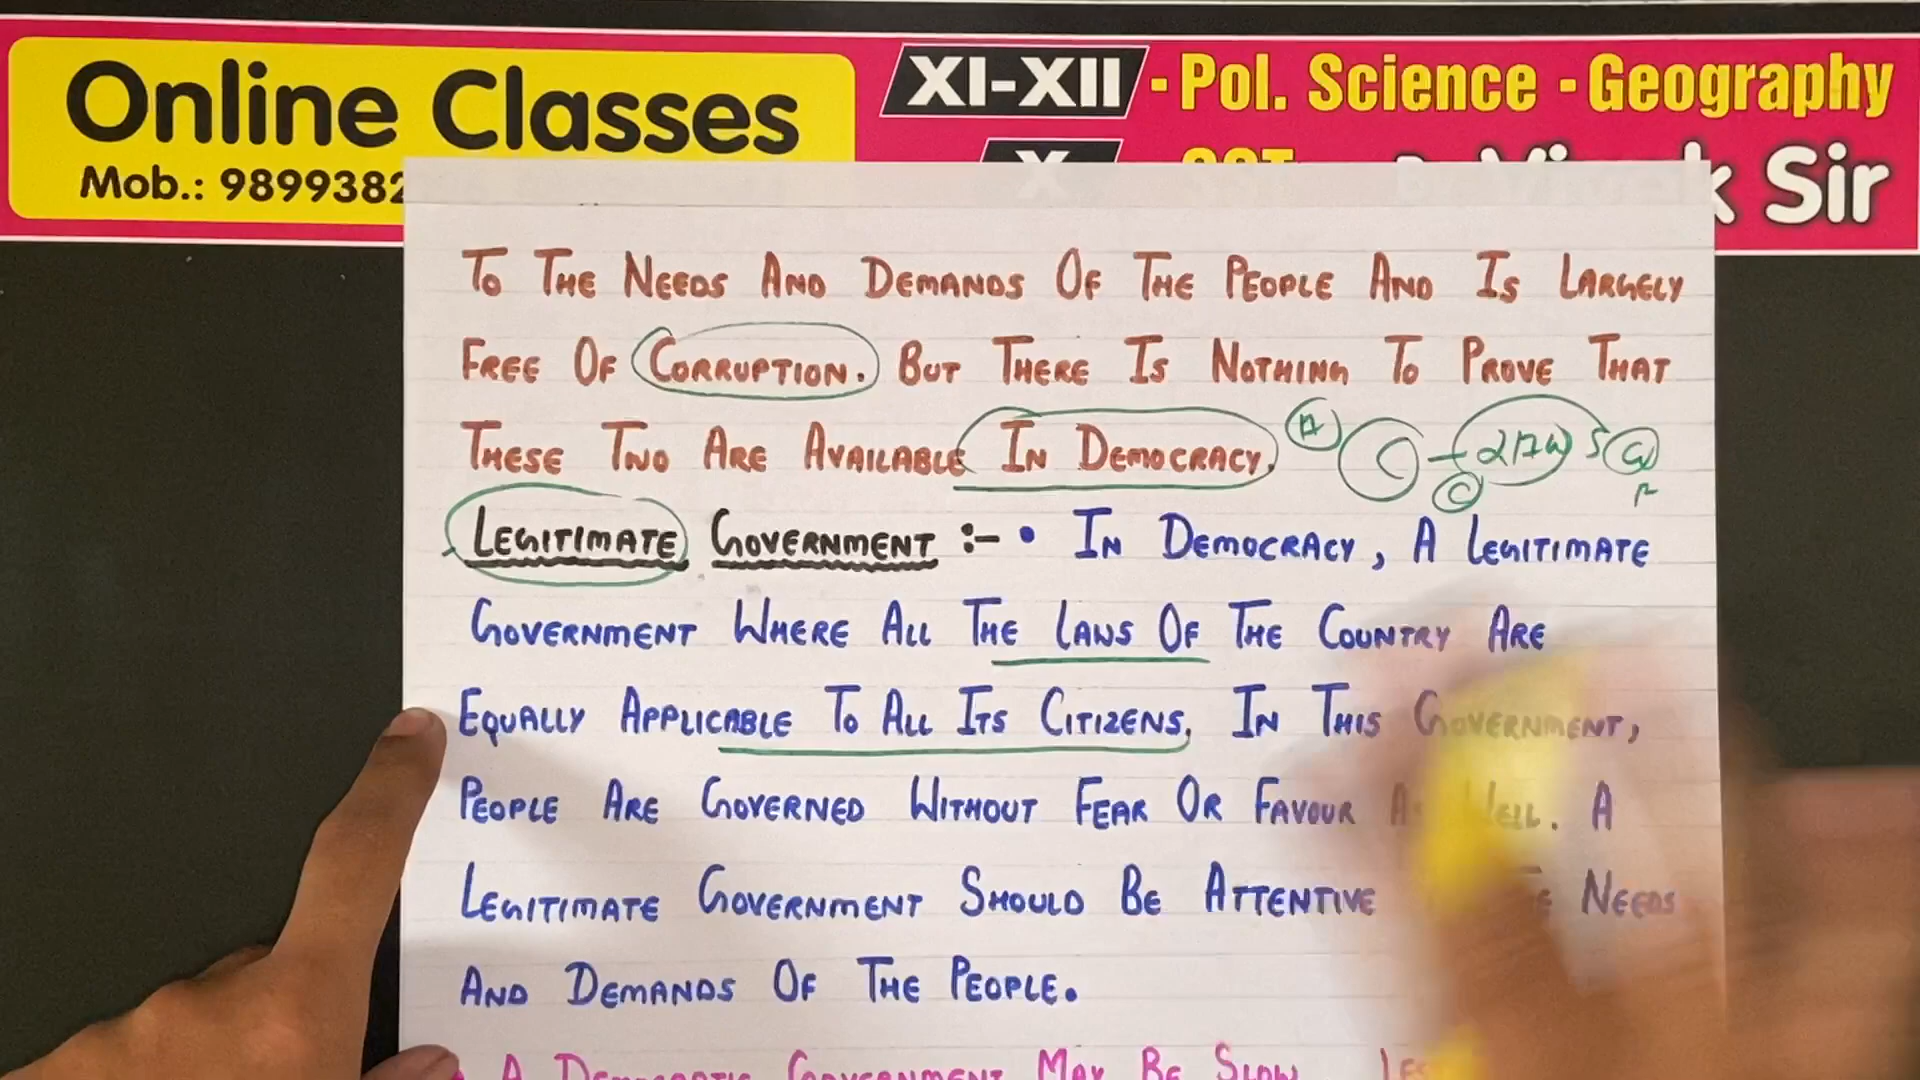 Online Classes
Mob.: 9899382
XI-XII - Pol. Science - Geography
X
Sir
TO THE NEEDS AND DEMANDS OF THE PEOPLE AND IS LARGELY
FREE OF CORRUPTION. BUT THERE IS NOTHING TO PROVE THAT
THESE TWO ARE AVAILABLE IN DEMOCRACY.
LEGITIMATE GOVERNMENT :- • IN DEMOCRACY, A LEGITIMATE
GOVERNMENT WHERE ALL THE LAWS OF THE COUNTRY ARE
EQUALLY APPLICABLE TO ALL ITS CITIZENS. IN THIS GOVERNMENT,
PEOPLE ARE GOVERNED WITHOUT FEAR OR FAVOUR AS WELL. A
LEGITIMATE GOVERNMENT SHOULD BE ATTENTIVE NEEDS
AND DEMANDS OF THE PEOPLE.
A DEMOCRATIC GOVERNMENT MAY BE SLOW